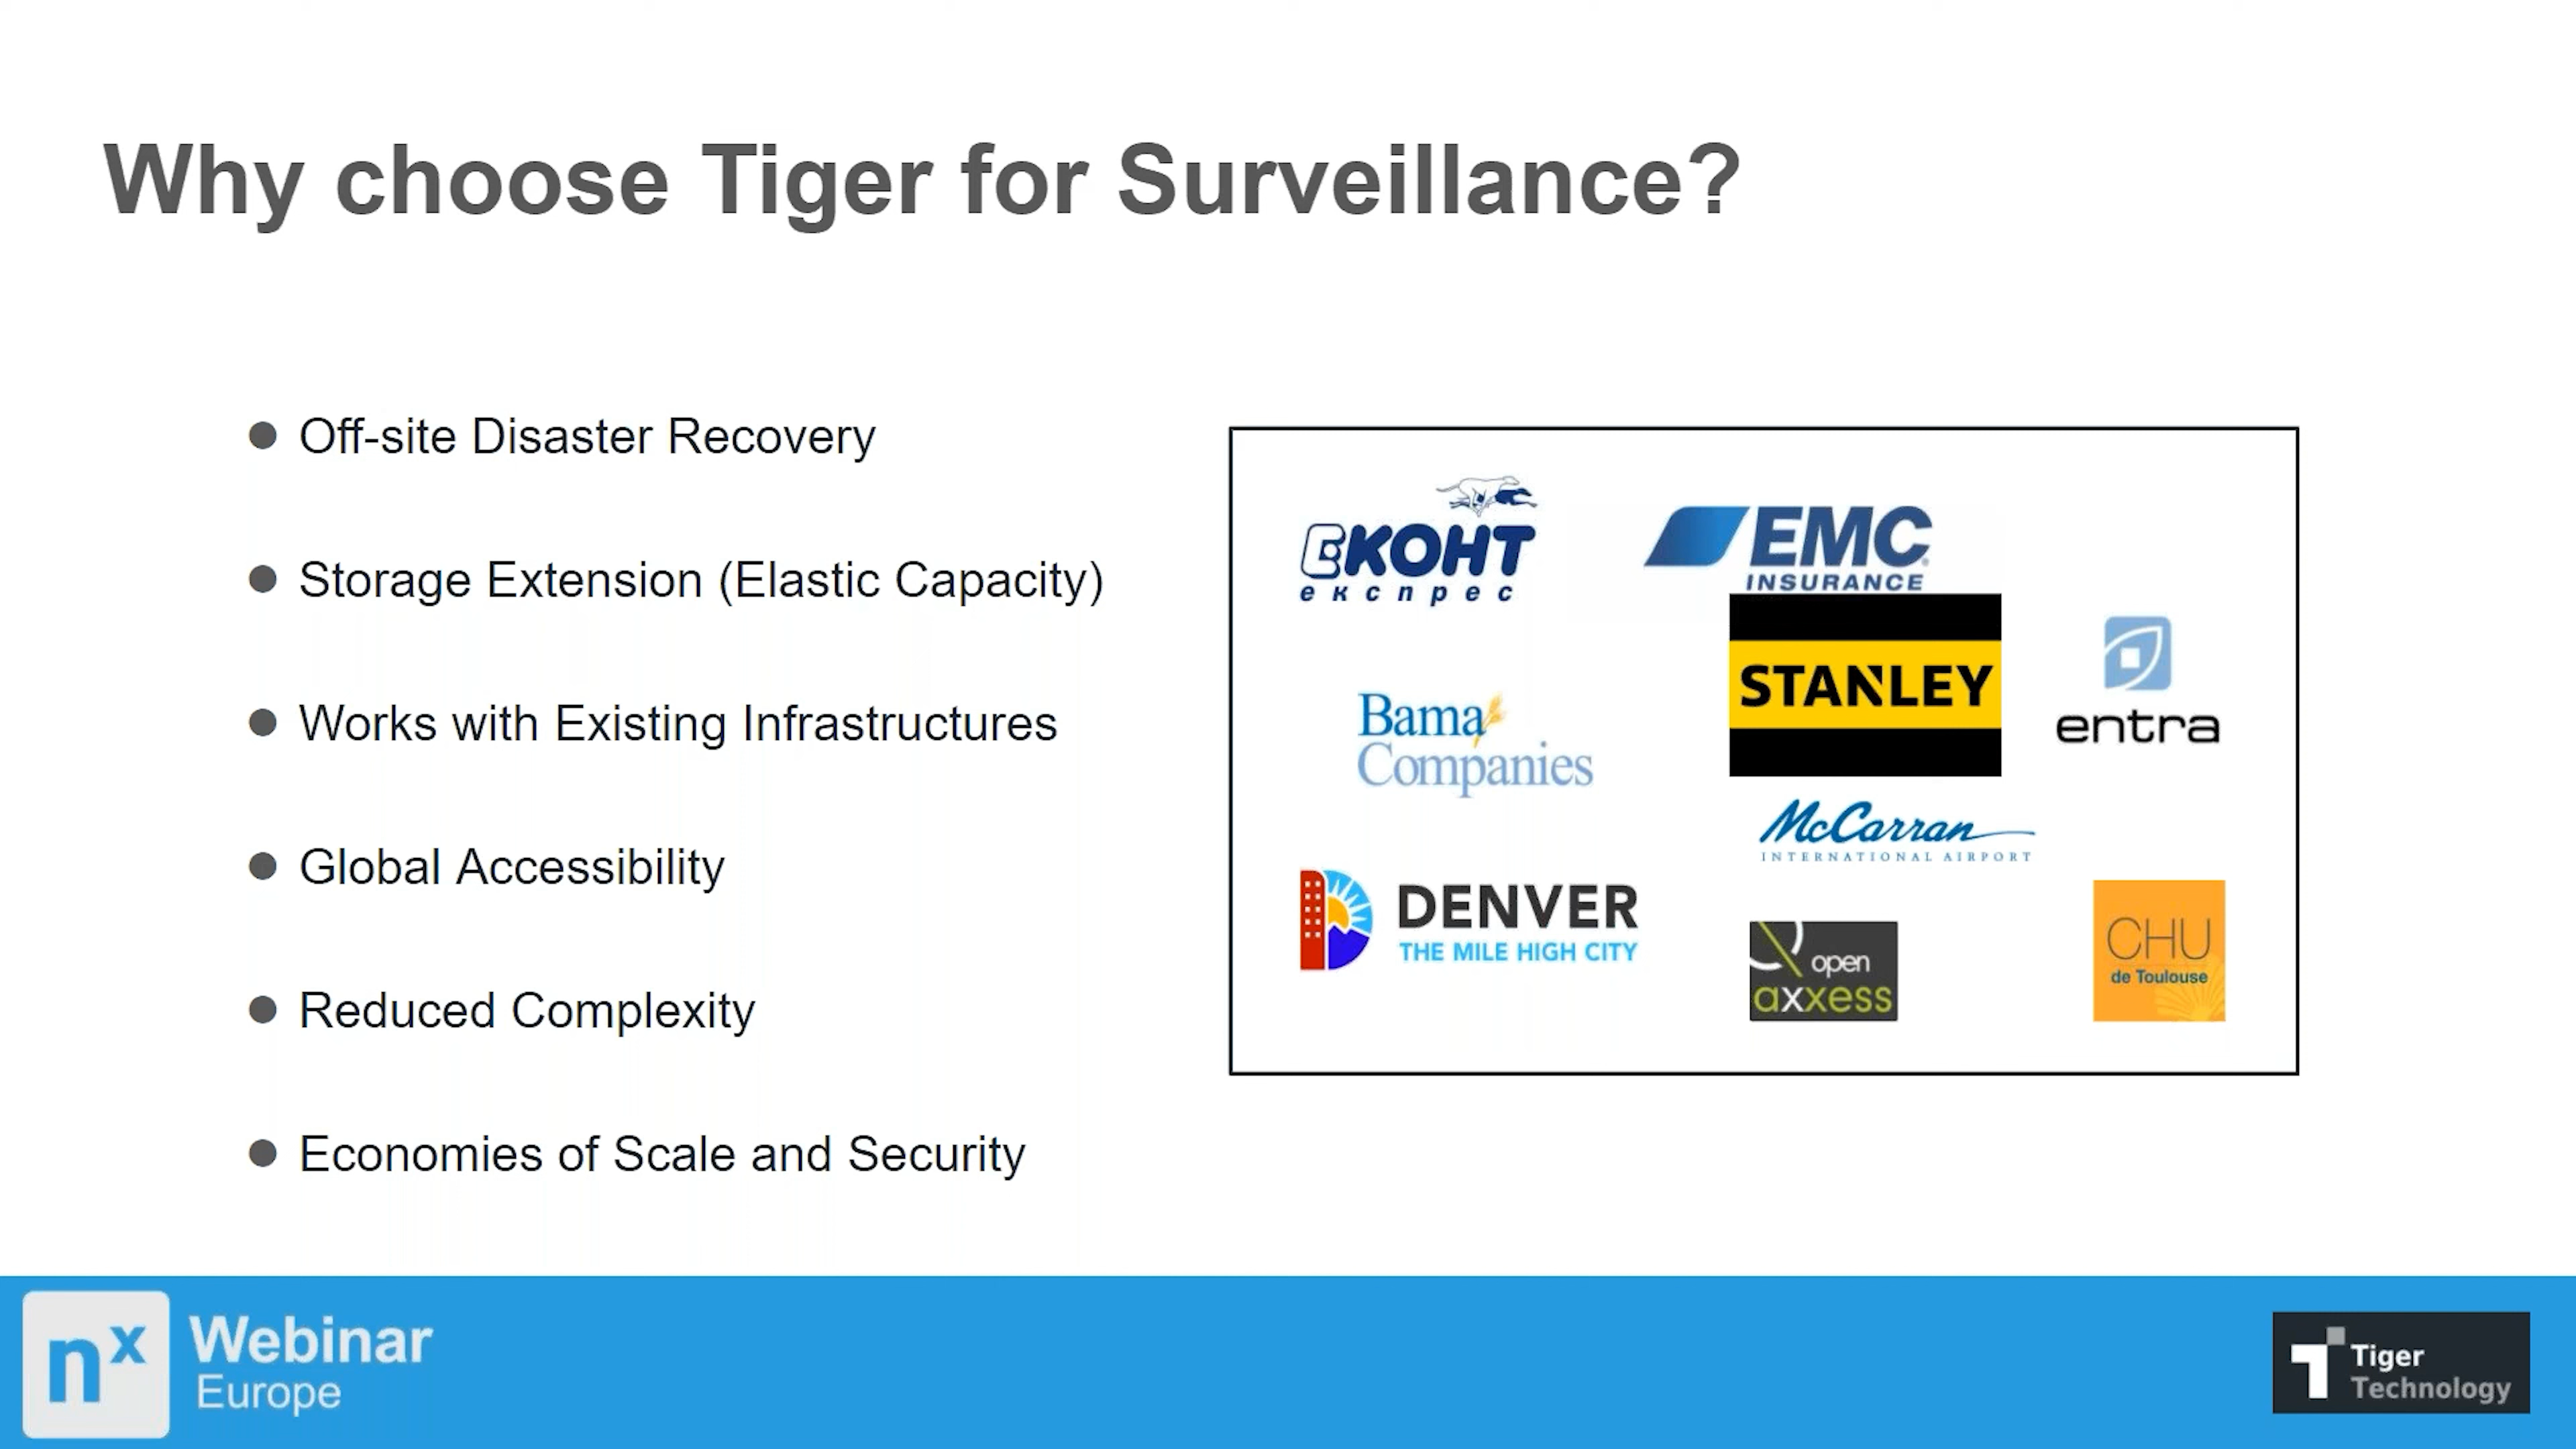 Why choose Tiger for Surveillance?
Off-site Disaster Recovery
Storage Extension (Elastic Capacity)
Works with Existing Infrastructures
Global Accessibility
Reduced Complexity
Economies of Scale and Security
ЕКОНТ
експрес
EMC
INSURANCE
STANLEY
entra
Bama
Companies
McCarran
INTERNATIONAL AIRPORT
DENVER
THE MILE HIGH CITY
open
axxess
CHU
de Toulouse
nx
Webinar
Europe
Tiger
Technology